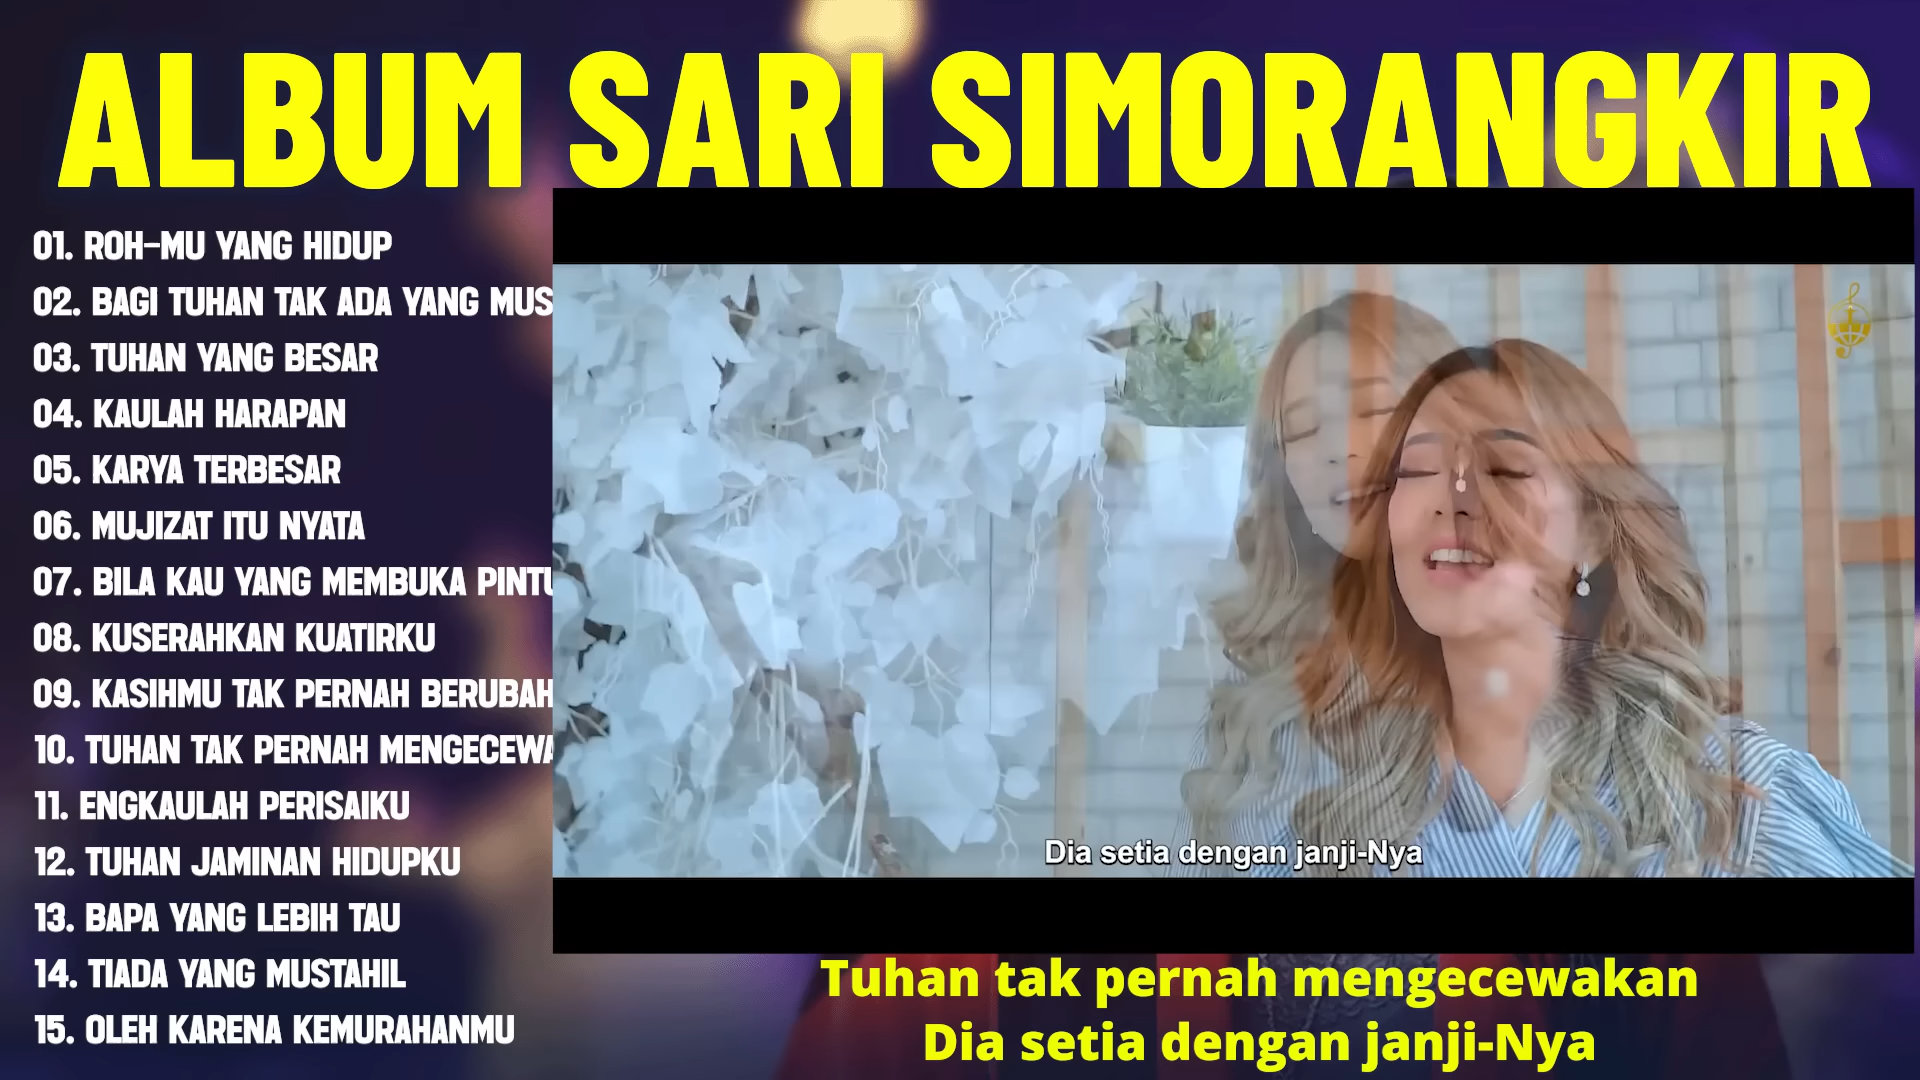 ALBUM SARI SIMORANGKIR
01. ROH-MU YANG HIDUP
02. BAGI TUHAN TAK ADA YANG MUS
03. TUHAN YANG BESAR
04. KAULAH HARAPAN
05. KARYA TERBESAR
06. MUJIZAT ITU NYATA
07. BILA KAU YANG MEMBUKA PINTU
08. KUSERAHKAN KUATIRKU
09. KASIHMU TAK PERNAH BERUBAH
10. TUHAN TAK PERNAH MENGECEWA
11. ENGKAULAH PERISAIKU
12. TUHAN JAMINAN HIDUPKU
13. BAPA YANG LEBIH TAU
14. TIADA YANG MUSTAHIL
15. OLEH KARENA KEMURAHANMU
Dia setia dengan janji-Nya
Tuhan tak pernah mengecewakan
Dia setia dengan janji-Nya